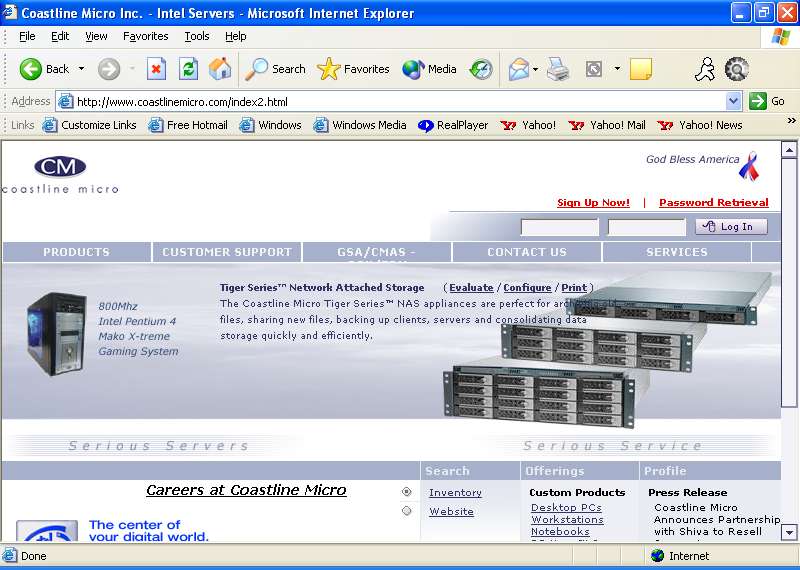 Coastline Micro Inc. - Intel Servers - Microsoft Internet Explorer
File Edit View Favorites Tools Help
Back Search Favorites Media
Address http://www.coastlinemicro.com/index2.html Go
Links Customize Links Free Hotmail Windows Windows Media RealPlayer Yahoo! Yahoo! Mail Yahoo! News »
CM
coastline micro
God Bless America
Sign Up Now! | Password Retrieval
Log In
PRODUCTS CUSTOMER SUPPORT GSA/CMAS - CONTACT US SERVICES
Tiger Series™ Network Attached Storage ( Evaluate / Configure / Print )
The Coastline Micro Tiger Series™ NAS appliances are perfect for archiving old
files, sharing new files, backing up clients, servers and consolidating data
storage quickly and efficiently.
800Mhz
Intel Pentium 4
Mako X-treme
Gaming System
Serious Servers Serious Service
Search Offerings Profile
Careers at Coastline Micro
Inventory
Website
Custom Products
Desktop PCs
Workstations
Notebooks
Press Release
Coastline Micro
Announces Partnership
with Shiva to Resell
The center of
your digital world.
Done Internet